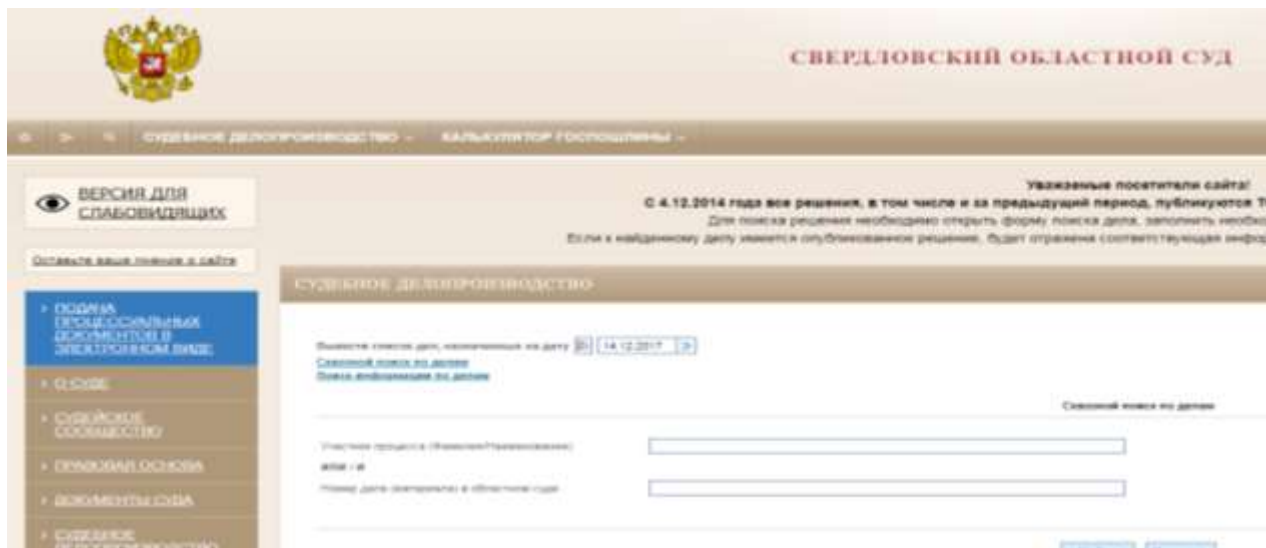 СВЕРДЛОВСКИЙ ОБЛАСТНОЙ СУД
СУДЕБНОЕ ДЕЛОПРОИЗВОДСТВО
КАЛЬКУЛЯТОР ГОСПОШЛИНЫ
ВЕРСИЯ ДЛЯ
СЛАБОВИДЯЩИХ
Уважаемые посетители сайта!
С 4.12.2014 года все решения, в том числе и за предыдущий период, публикуются
Для поиска решения необходимо открыть форму поиска дела, заполнить
Если к найденному делу имеется опубликованное решение, будет отражена соответствующая
Оставьте ваше мнение о сайте
СУДЕБНОЕ ДЕЛОПРОИЗВОДСТВО
ПОДАЧА
ПРОЦЕССУАЛЬНЫХ
ДОКУМЕНТОВ В
ЭЛЕКТРОННОМ ВИДЕ
О СУДЕ
СУДЕЙСКОЕ
СООБЩЕСТВО
ПРАВОВАЯ ОСНОВА
ДОКУМЕНТЫ СУДА
СУДЕБНОЕ
ДЕЛОПРОИЗВОДСТВО
Вывести список дел, назначенных на дату 14.12.2017
Сквозной поиск по делам
Поиск информации по делам
Сквозной поиск по делам
Участник процесса (Фамилия/Наименование)
или - и
Номер дела (материала) в областном суде